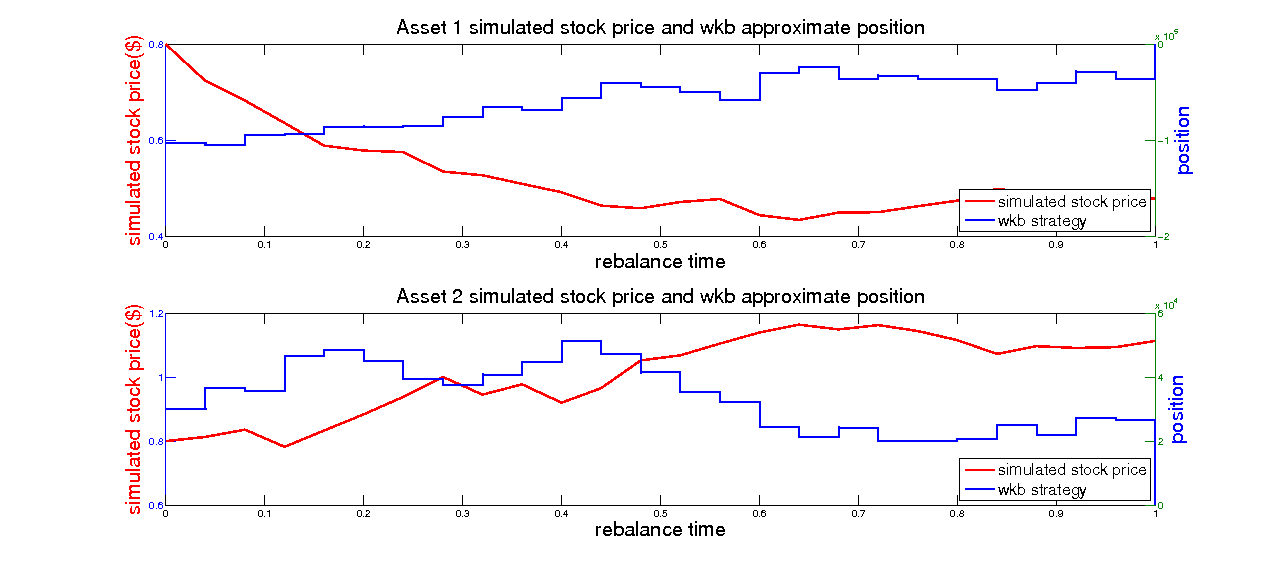 Asset 1 simulated stock price and wkb approximate position
x 10^5
simulated stock price($)
0.8
0.6
0.4
0
-1
-2
position
simulated stock price
wkb strategy
0 0.1 0.2 0.3 0.4 0.5 0.6 0.7 0.8 0.9 1
rebalance time
Asset 2 simulated stock price and wkb approximate position
x 10^4
simulated stock price($)
1.2
1
0.8
0.6
6
4
2
0
position
simulated stock price
wkb strategy
0 0.1 0.2 0.3 0.4 0.5 0.6 0.7 0.8 0.9 1
rebalance time